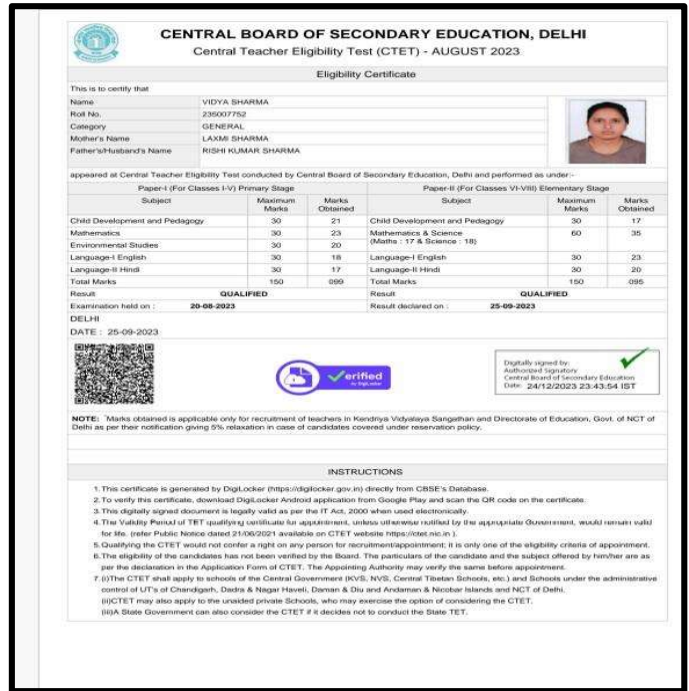 CENTRAL BOARD OF SECONDARY EDUCATION, DELHI
Central Teacher Eligibility Test (CTET) - AUGUST 2023
Eligibility Certificate
This is to certify that
Name VIDYA SHARMA
Roll No. 235007752
Category GENERAL
Mother's Name LAXMI SHARMA
Father's/Husband's Name RISHI KUMAR SHARMA
appeared at Central Teacher Eligibility Test conducted by Central Board of Secondary Education, Delhi and performed as under:-
Paper-I (For Classes I-V) Primary Stage Paper-II (For Classes VI-VIII) Elementary Stage
Subject Maximum Marks Marks Obtained Subject Maximum Marks Marks Obtained
Child Development and Pedagogy 30 21 Child Development and Pedagogy 30 17
Mathematics 30 23 Mathematics & Science 60 35
(Maths : 17 & Science : 18)
Environmental Studies 30 20
Language-I English 30 18 Language-I English 30 23
Language-II Hindi 30 17 Language-II Hindi 30 20
Total Marks 150 099 Total Marks 150 095
Result QUALIFIED Result QUALIFIED
Examination held on : 20-08-2023 Result declared on : 25-09-2023
DELHI
DATE : 25-09-2023
Verified
by DigiLocker
Digitally signed by:
Authorized Signatory
Central Board of Secondary Education
Date: 24/12/2023 23:43:54 IST
NOTE: *Marks obtained is applicable only for recruitment of teachers in Kendriya Vidyalaya Sangathan and Directorate of Education, Govt. of NCT of
Delhi as per their notification giving 5% relaxation in case of candidates covered under reservation policy.
INSTRUCTIONS
1. This certificate is generated by DigiLocker (https://digilocker.gov.in) directly from CBSE's Database.
2. To verify this certificate, download DigiLocker Android application from Google Play and scan the QR code on the certificate.
3. This digitally signed document is legally valid as per the IT Act, 2000 when used electronically.
4. The Validity Period of TET qualifying certificate for appointment, unless otherwise notified by the appropriate Government, would remain valid
for life. (refer Public Notice dated 21/06/2021 available on CTET website https://ctet.nic.in ).
5. Qualifying the CTET would not confer a right on any person for recruitment/appointment; it is only one of the eligibility criteria of appointment.
6. The eligibility of the candidates has not been verified by the Board. The particulars of the candidate and the subject offered by him/her are as
per the declaration in the Application Form of CTET. The Appointing Authority may verify the same before appointment.
7. (i)The CTET shall apply to schools of the Central Government (KVS, NVS, Central Tibetan Schools, etc.) and Schools under the administrative
control of UT's of Chandigarh, Dadra & Nagar Haveli, Daman & Diu and Andaman & Nicobar Islands and NCT of Delhi.
(ii)CTET may also apply to the unaided private Schools, who may exercise the option of considering the CTET.
(iii)A State Government can also consider the CTET if it decides not to conduct the State TET.